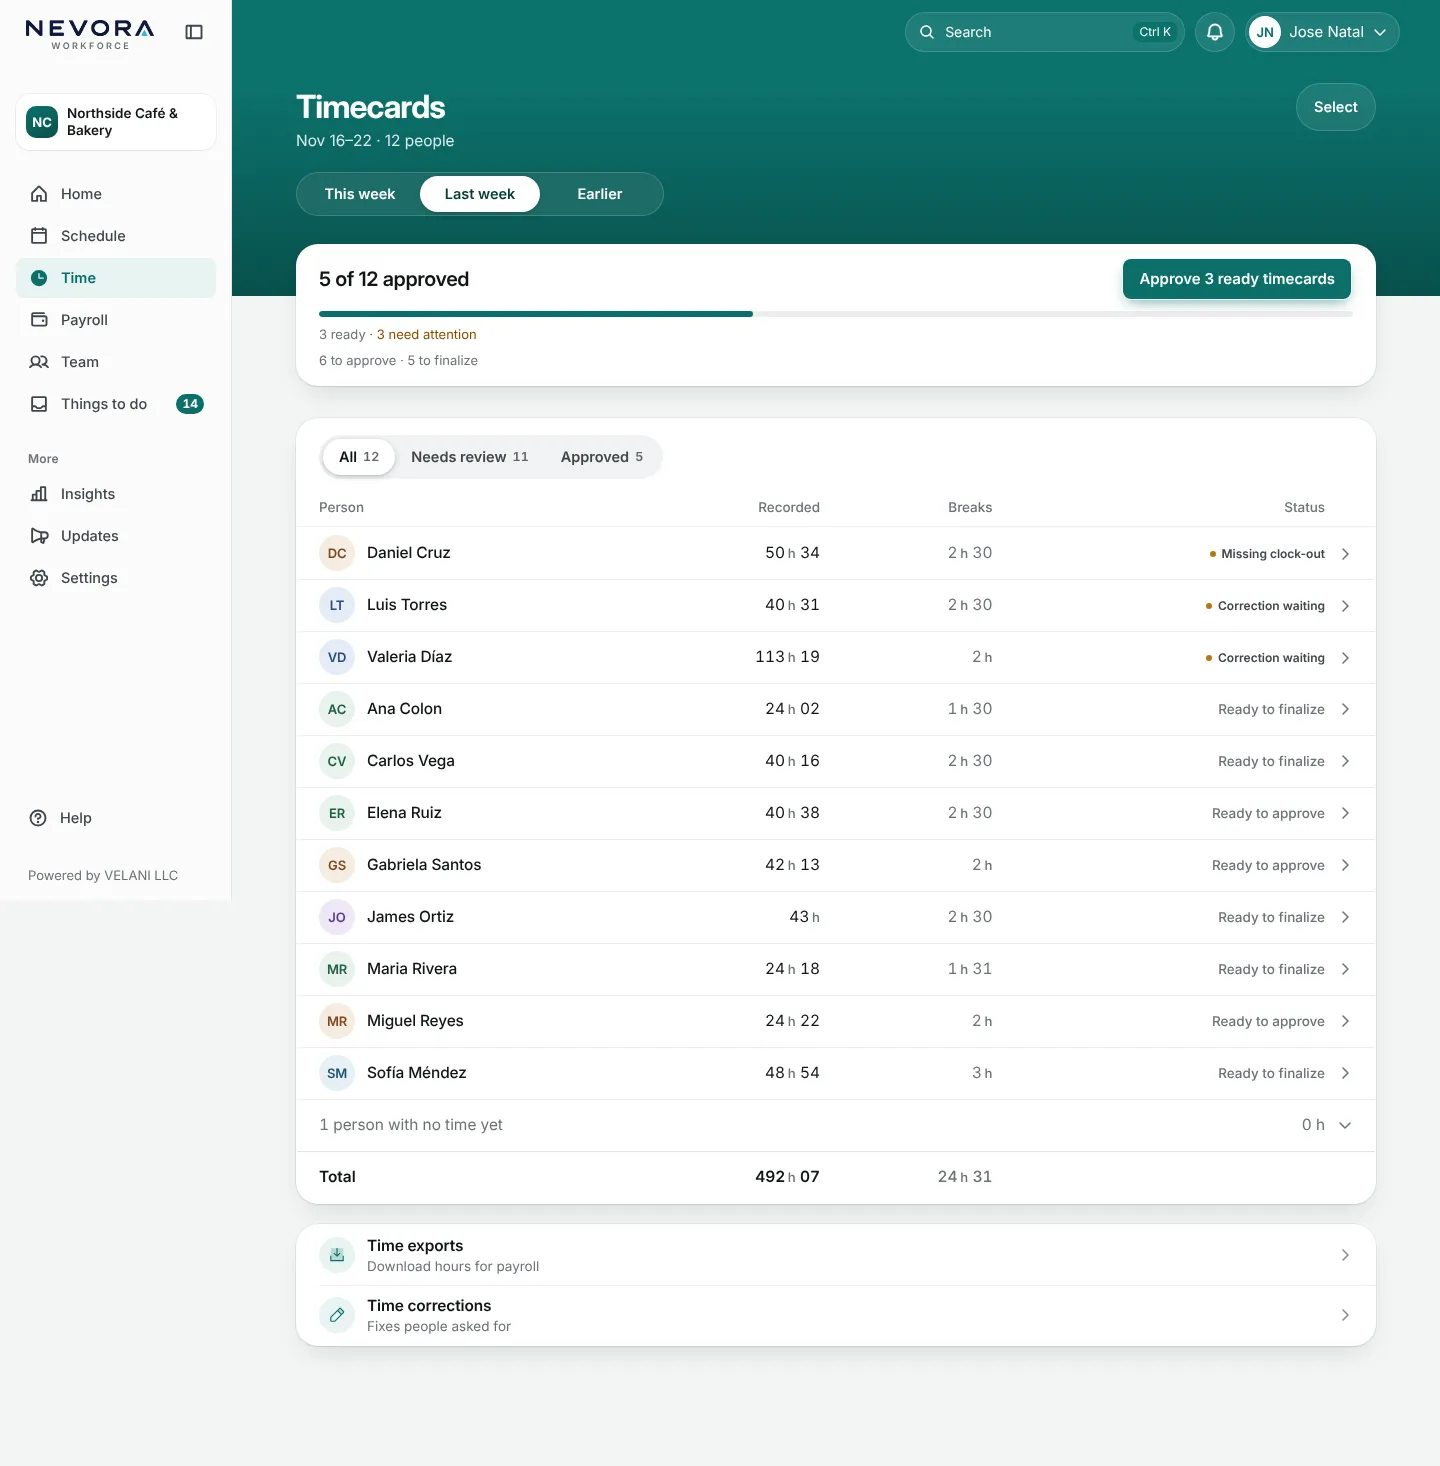 NEVORA
WORKFORCE
Search
Ctrl K
JN
Jose Natal
NC
Northside Café &
Bakery
Home
Schedule
Time
Payroll
Team
Things to do 14
More
Insights
Updates
Settings
Help
Powered by VELANI LLC
Timecards
Nov 16–22 · 12 people
Select
This week
Last week
Earlier
5 of 12 approved
Approve 3 ready timecards
3 ready · 3 need attention
6 to approve · 5 to finalize
All 12
Needs review 11
Approved 5
Person Recorded Breaks Status
DC Daniel Cruz 50 h 34 2 h 30 Missing clock-out
LT Luis Torres 40 h 31 2 h 30 Correction waiting
VD Valeria Díaz 113 h 19 2 h Correction waiting
AC Ana Colon 24 h 02 1 h 30 Ready to finalize
CV Carlos Vega 40 h 16 2 h 30 Ready to finalize
ER Elena Ruiz 40 h 38 2 h 30 Ready to approve
GS Gabriela Santos 42 h 13 2 h Ready to approve
JO James Ortiz 43 h 2 h 30 Ready to finalize
MR Maria Rivera 24 h 18 1 h 31 Ready to finalize
MR Miguel Reyes 24 h 22 2 h Ready to approve
SM Sofía Méndez 48 h 54 3 h Ready to finalize
1 person with no time yet 0 h
Total 492 h 07 24 h 31
Time exports
Download hours for payroll
Time corrections
Fixes people asked for